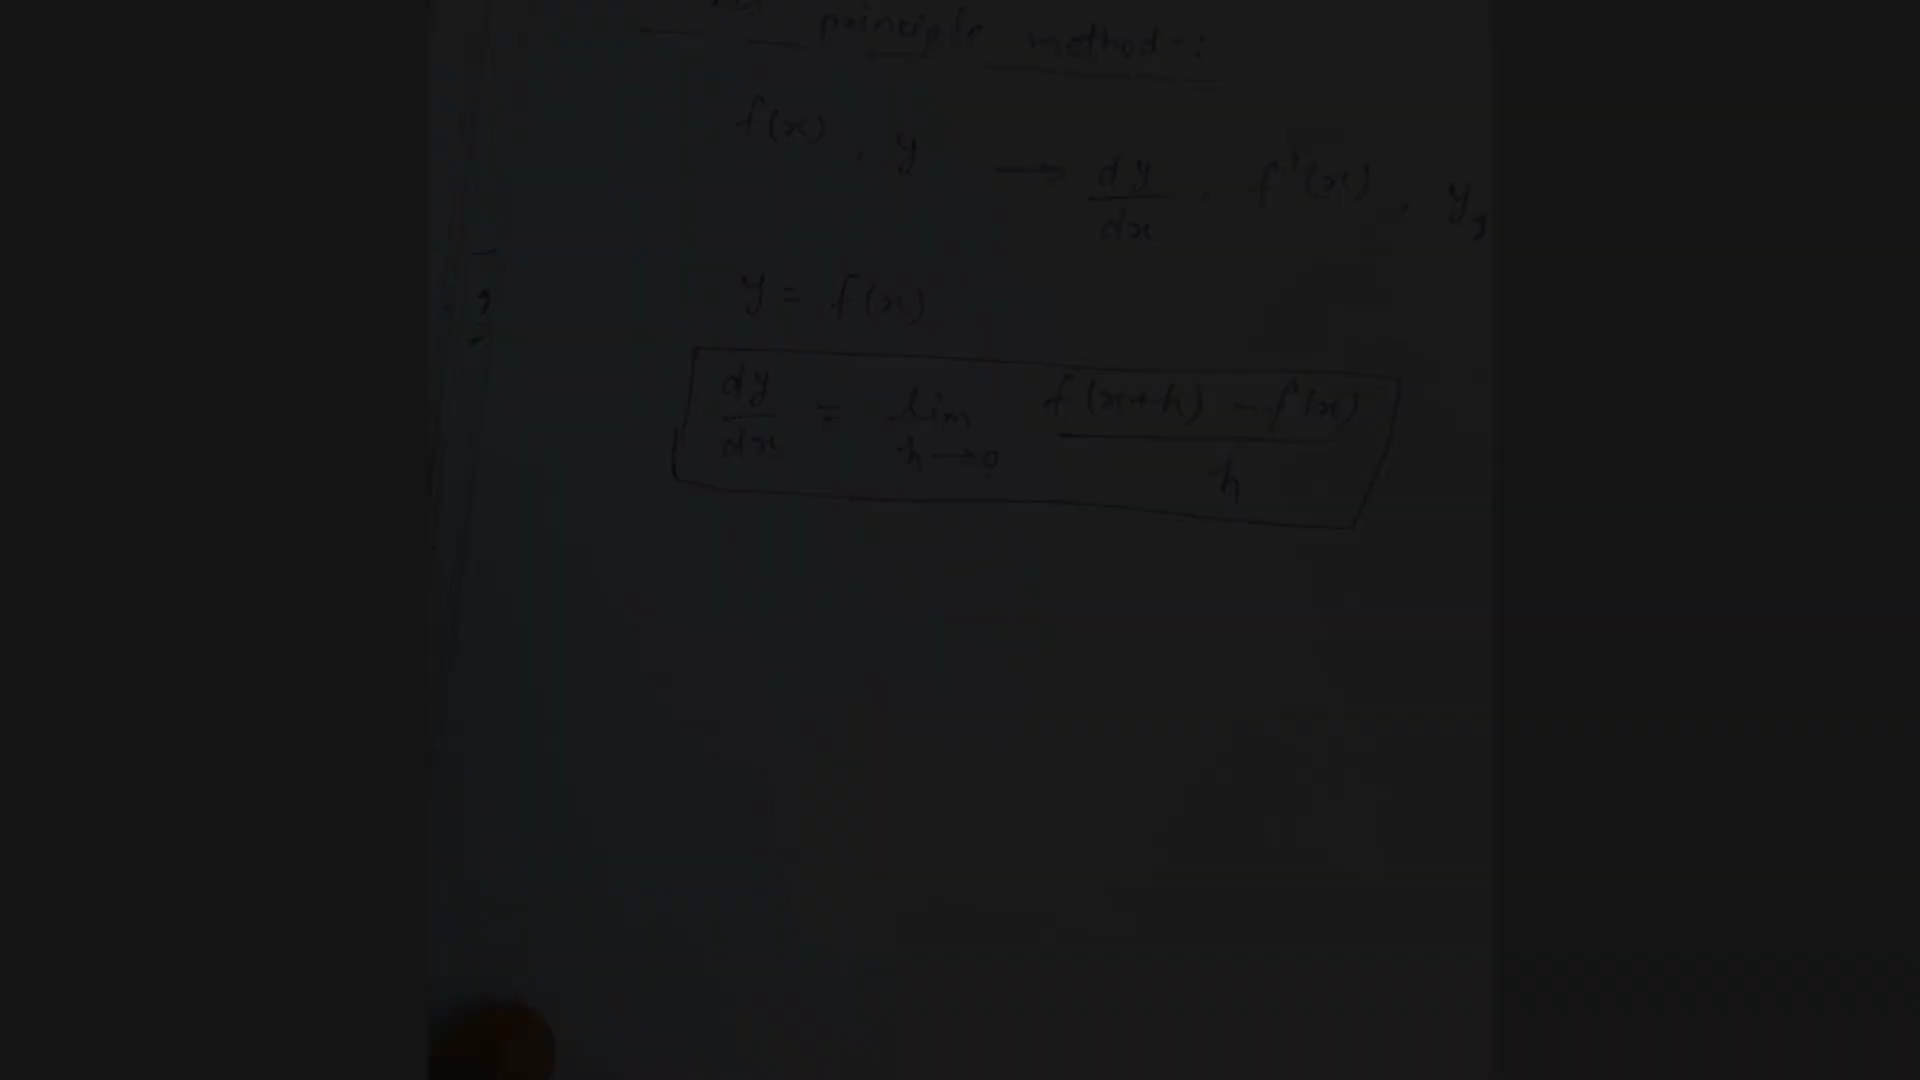 principle method -:
f(x), y → dy/dx, f'(x), y₁
y = f(x)
dy/dx = lim h→0 f(x+h) - f(x) / h